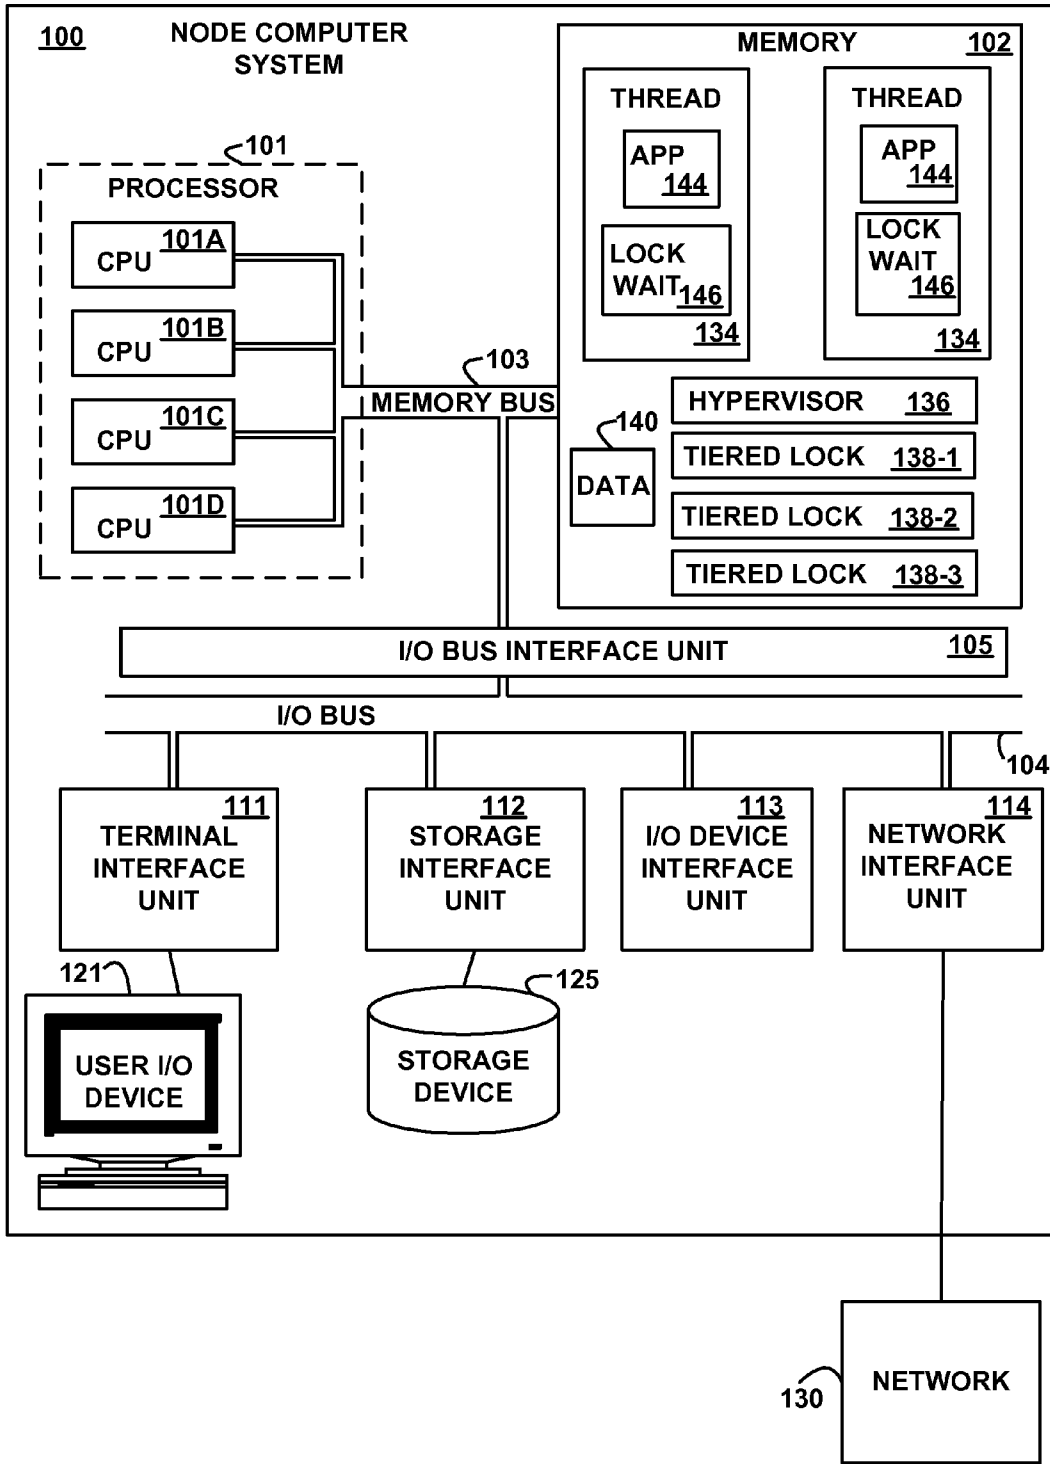 100
NODE COMPUTER
SYSTEM
101
PROCESSOR
101A
CPU
101B
CPU
101C
CPU
101D
CPU
103
MEMORY BUS
MEMORY 102
THREAD
APP
144
LOCK
WAIT
146
134
THREAD
APP
144
LOCK
WAIT
146
134
HYPERVISOR 136
140
DATA
TIERED LOCK 138-1
TIERED LOCK 138-2
TIERED LOCK 138-3
I/O BUS INTERFACE UNIT 105
I/O BUS
104
111
TERMINAL
INTERFACE
UNIT
112
STORAGE
INTERFACE
UNIT
113
I/O DEVICE
INTERFACE
UNIT
114
NETWORK
INTERFACE
UNIT
121
USER I/O
DEVICE
125
STORAGE
DEVICE
130
NETWORK